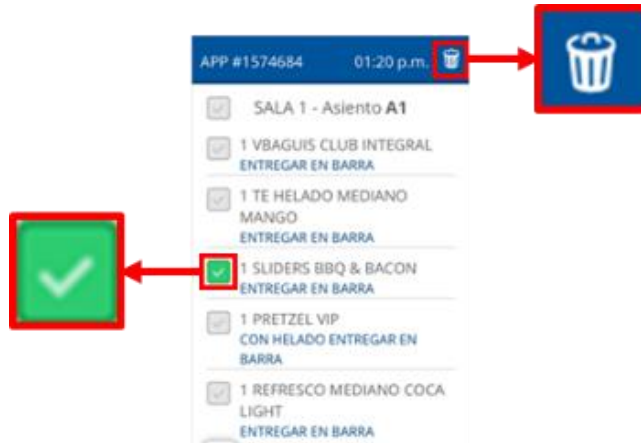 APP #1574684 01:20 p.m.
SALA 1 - Asiento A1
1 VBAGUIS CLUB INTEGRAL
ENTREGAR EN BARRA
1 TE HELADO MEDIANO
MANGO
ENTREGAR EN BARRA
1 SLIDERS BBQ & BACON
ENTREGAR EN BARRA
1 PRETZEL VIP
CON HELADO ENTREGAR EN
BARRA
1 REFRESCO MEDIANO COCA
LIGHT
ENTREGAR EN BARRA